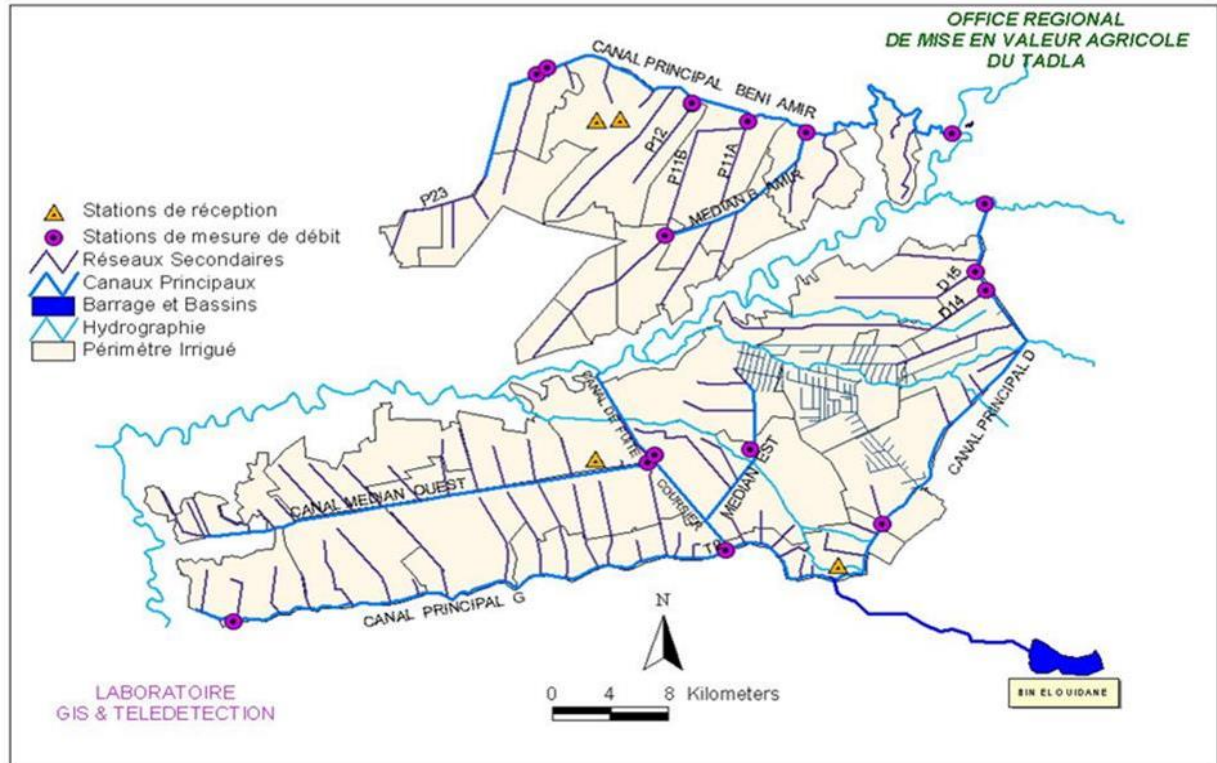 OFFICE REGIONAL
DE MISE EN VALEUR AGRICOLE
DU TADLA
CANAL PRINCIPAL BENI AMIR
P12
P11B
P11A
MEDIAN B. AMIR
P23
Stations de réception
Stations de mesure de débit
Réseaux Secondaires
Canaux Principaux
Barrage et Bassins
Hydrographie
Périmètre Irrigué
D15
D14
CANAL PRINCIPAL D
CANAL DE FUITE
MEDIAN EST
COURSIER
CANAL MEDIAN OUEST
CANAL PRINCIPAL G
N
0 4 8 Kilometers
BIN EL OUIDANE
LABORATOIRE
GIS & TELEDETECTION